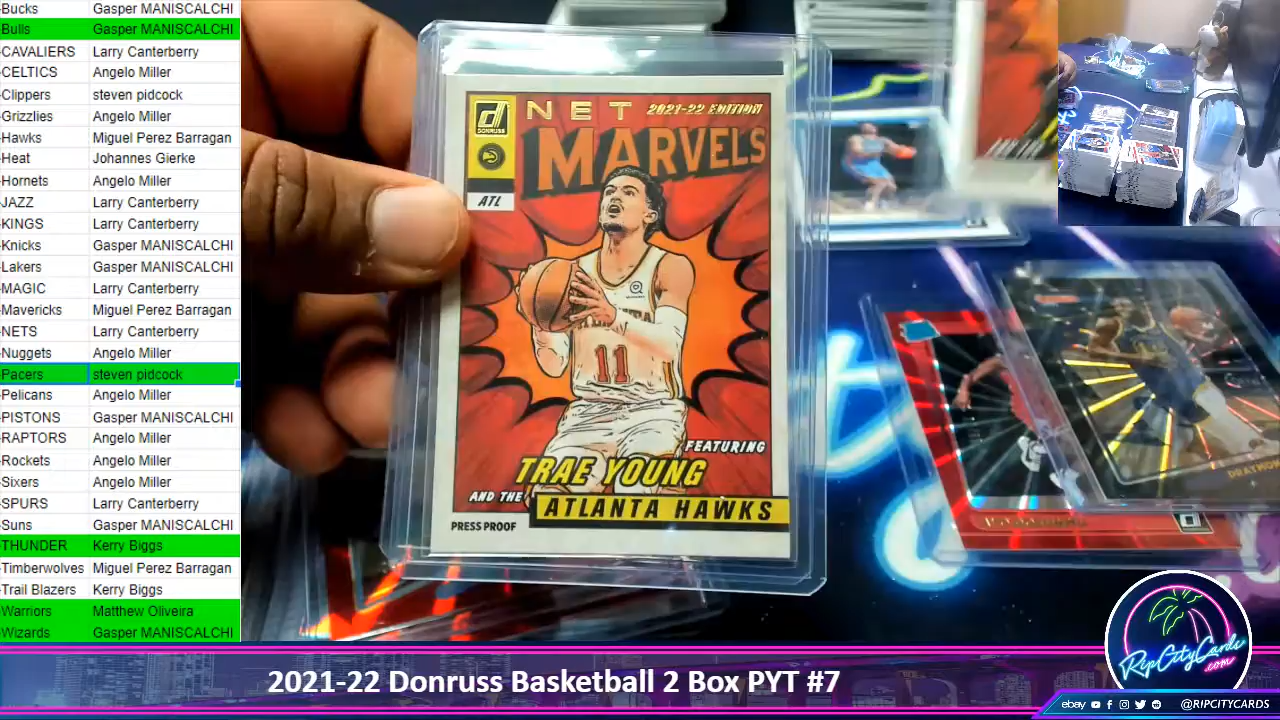 -Bucks Gasper MANISCALCHI
-Bulls Gasper MANISCALCHI
-CAVALIERS Larry Canterberry
-CELTICS Angelo Miller
-Clippers steven pidcock
-Grizzlies Angelo Miller
-Hawks Miguel Perez Barragan
-Heat Johannes Gierke
-Hornets Angelo Miller
-JAZZ Larry Canterberry
-KINGS Larry Canterberry
-Knicks Gasper MANISCALCHI
-Lakers Gasper MANISCALCHI
-MAGIC Larry Canterberry
-Mavericks Miguel Perez Barragan
-NETS Larry Canterberry
-Nuggets Angelo Miller
-Pacers steven pidcock
-Pelicans Angelo Miller
-PISTONS Gasper MANISCALCHI
-RAPTORS Angelo Miller
-Rockets Angelo Miller
-Sixers Angelo Miller
-SPURS Larry Canterberry
-Suns Gasper MANISCALCHI
-THUNDER Kerry Biggs
-Timberwolves Miguel Perez Barragan
-Trail Blazers Kerry Biggs
-Warriors Matthew Oliveira
-Wizards Gasper MANISCALCHI
DONRUSS
NET 2021-22 EDITION
MARVELS
ATL
11
FEATURING
TRAE YOUNG
AND THE
ATLANTA HAWKS
PRESS PROOF
RipCityCards
.com
2021-22 Donruss Basketball 2 Box PYT #7
ebay @RIPCITYCARDS